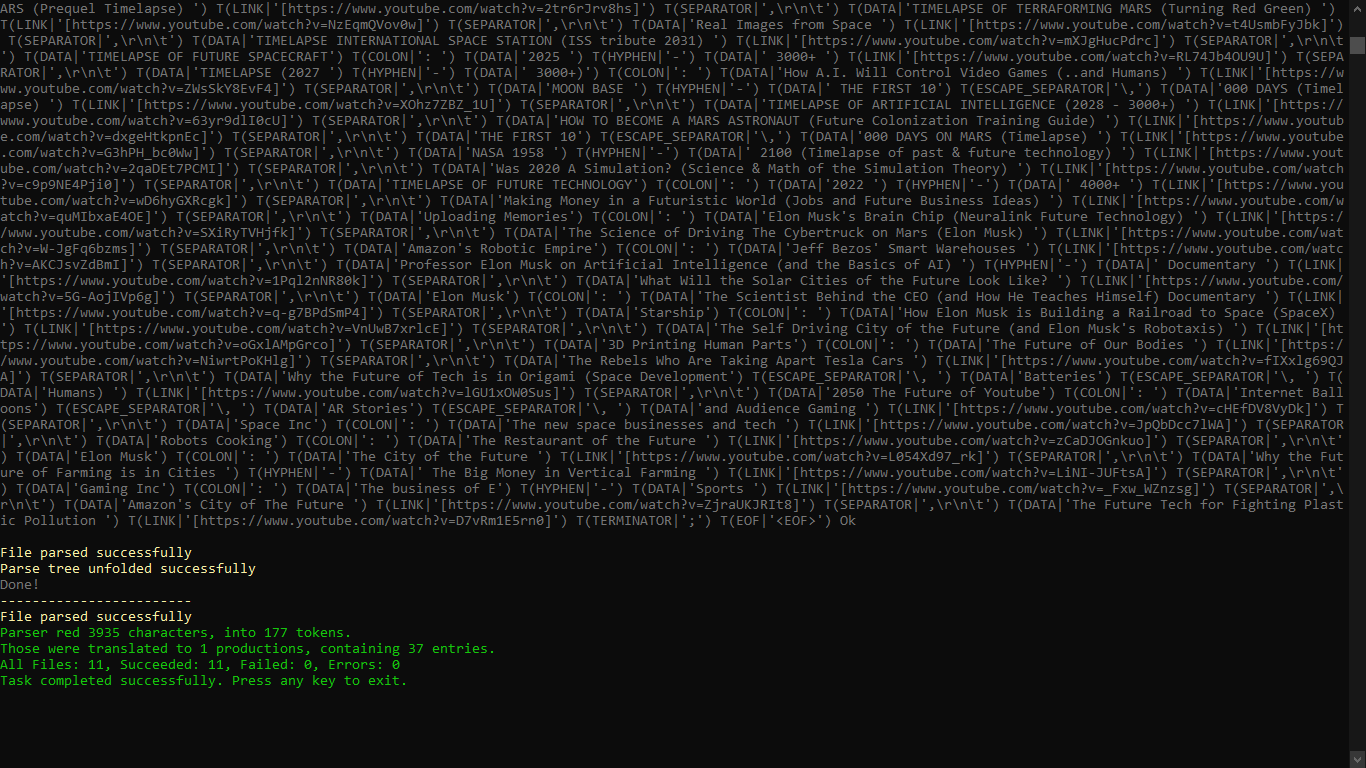 ARS (Prequel Timelapse) ') T(LINK|'[https://www.youtube.com/watch?v=2tr6rJrv8hs]') T(SEPARATOR|',\r\n\t') T(DATA|'TIMELAPSE OF TERRAFORMING MARS (Turning Red Green) ')
T(LINK|'[https://www.youtube.com/watch?v=NzEqmQVov0w]') T(SEPARATOR|',\r\n\t') T(DATA|'Real Images from Space ') T(LINK|'[https://www.youtube.com/watch?v=t4UsmbFyJbk]')
T(SEPARATOR|',\r\n\t') T(DATA|'TIMELAPSE INTERNATIONAL SPACE STATION (ISS tribute 2031) ') T(LINK|'[https://www.youtube.com/watch?v=mXJgHucPdrc]') T(SEPARATOR|',\r\n\t
') T(DATA|'TIMELAPSE OF FUTURE SPACECRAFT') T(COLON|': ') T(DATA|'2025 ') T(HYPHEN|'-') T(DATA|' 3000+ ') T(LINK|'[https://www.youtube.com/watch?v=RL74Jb4OU9U]') T(SEPA
RATOR|',\r\n\t') T(DATA|'TIMELAPSE (2027 ') T(HYPHEN|'-') T(DATA|' 3000+)') T(COLON|': ') T(DATA|'How A.I. Will Control Video Games (..and Humans) ') T(LINK|'[https://w
ww.youtube.com/watch?v=ZWsSkY8EvF4]') T(SEPARATOR|',\r\n\t') T(DATA|'MOON BASE ') T(HYPHEN|'-') T(DATA|' THE FIRST 10') T(ESCAPE_SEPARATOR|'\,') T(DATA|'000 DAYS (Timel
apse) ') T(LINK|'[https://www.youtube.com/watch?v=XOhz7ZBZ_1U]') T(SEPARATOR|',\r\n\t') T(DATA|'TIMELAPSE OF ARTIFICIAL INTELLIGENCE (2028 - 3000+) ') T(LINK|'[https://
www.youtube.com/watch?v=63yr9dlI0cU]') T(SEPARATOR|',\r\n\t') T(DATA|'HOW TO BECOME A MARS ASTRONAUT (Future Colonization Training Guide) ') T(LINK|'[https://www.youtub
e.com/watch?v=dxgeHtkpnEc]') T(SEPARATOR|',\r\n\t') T(DATA|'THE FIRST 10') T(ESCAPE_SEPARATOR|'\,') T(DATA|'000 DAYS ON MARS (Timelapse) ') T(LINK|'[https://www.youtube
.com/watch?v=G3hPH_bc0Ww]') T(SEPARATOR|',\r\n\t') T(DATA|'NASA 1958 ') T(HYPHEN|'-') T(DATA|' 2100 (Timelapse of past & future technology) ') T(LINK|'[https://www.yout
ube.com/watch?v=2qaDEt7PCMI]') T(SEPARATOR|',\r\n\t') T(DATA|'Was 2020 A Simulation? (Science & Math of the Simulation Theory) ') T(LINK|'[https://www.youtube.com/watch
?v=c9p9NE4Pji0]') T(SEPARATOR|',\r\n\t') T(DATA|'TIMELAPSE OF FUTURE TECHNOLOGY') T(COLON|': ') T(DATA|'2022 ') T(HYPHEN|'-') T(DATA|' 4000+ ') T(LINK|'[https://www.you
tube.com/watch?v=wD6hyGXRcgk]') T(SEPARATOR|',\r\n\t') T(DATA|'Making Money in a Futuristic World (Jobs and Future Business Ideas) ') T(LINK|'[https://www.youtube.com/w
atch?v=quMIbxaE4OE]') T(SEPARATOR|',\r\n\t') T(DATA|'Uploading Memories') T(COLON|': ') T(DATA|'Elon Musk's Brain Chip (Neuralink Future Technology) ') T(LINK|'[https:/
/www.youtube.com/watch?v=SXiRyTVHjfk]') T(SEPARATOR|',\r\n\t') T(DATA|'The Science of Driving The Cybertruck on Mars (Elon Musk) ') T(LINK|'[https://www.youtube.com/wat
ch?v=W-JgFq6bzms]') T(SEPARATOR|',\r\n\t') T(DATA|'Amazon's Robotic Empire') T(COLON|': ') T(DATA|'Jeff Bezos' Smart Warehouses ') T(LINK|'[https://www.youtube.com/watc
h?v=AKCJsvZdBmI]') T(SEPARATOR|',\r\n\t') T(DATA|'Professor Elon Musk on Artificial Intelligence (and the Basics of AI) ') T(HYPHEN|'-') T(DATA|' Documentary ') T(LINK|
'[https://www.youtube.com/watch?v=1Pql2nNR80k]') T(SEPARATOR|',\r\n\t') T(DATA|'What Will the Solar Cities of the Future Look Like? ') T(LINK|'[https://www.youtube.com/
watch?v=5G-AojIVp6g]') T(SEPARATOR|',\r\n\t') T(DATA|'Elon Musk') T(COLON|': ') T(DATA|'The Scientist Behind the CEO (and How He Teaches Himself) Documentary ') T(LINK|
'[https://www.youtube.com/watch?v=q-g7BPdSmP4]') T(SEPARATOR|',\r\n\t') T(DATA|'Starship') T(COLON|': ') T(DATA|'How Elon Musk is Building a Railroad to Space (SpaceX)
') T(LINK|'[https://www.youtube.com/watch?v=VnUwB7xrlcE]') T(SEPARATOR|',\r\n\t') T(DATA|'The Self Driving City of the Future (and Elon Musk's Robotaxis) ') T(LINK|'[ht
tps://www.youtube.com/watch?v=oGxlAMpGrco]') T(SEPARATOR|',\r\n\t') T(DATA|'3D Printing Human Parts') T(COLON|': ') T(DATA|'The Future of Our Bodies ') T(LINK|'[https:/
/www.youtube.com/watch?v=NiwrtPoKHlg]') T(SEPARATOR|',\r\n\t') T(DATA|'The Rebels Who Are Taking Apart Tesla Cars ') T(LINK|'[https://www.youtube.com/watch?v=fIXxlg69QJ
A]') T(SEPARATOR|',\r\n\t') T(DATA|'Why the Future of Tech is in Origami (Space Development') T(ESCAPE_SEPARATOR|'\, ') T(DATA|'Batteries') T(ESCAPE_SEPARATOR|'\, ') T(
DATA|'Humans) ') T(LINK|'[https://www.youtube.com/watch?v=lGU1xOW0Sus]') T(SEPARATOR|',\r\n\t') T(DATA|'2050 The Future of Youtube') T(COLON|': ') T(DATA|'Internet Ball
oons') T(ESCAPE_SEPARATOR|'\, ') T(DATA|'AR Stories') T(ESCAPE_SEPARATOR|'\, ') T(DATA|'and Audience Gaming ') T(LINK|'[https://www.youtube.com/watch?v=cHEfDV8VyDk]') T
(SEPARATOR|',\r\n\t') T(DATA|'Space Inc') T(COLON|': ') T(DATA|'The new space businesses and tech ') T(LINK|'[https://www.youtube.com/watch?v=JpQbDcc7lWA]') T(SEPARATOR
|',\r\n\t') T(DATA|'Robots Cooking') T(COLON|': ') T(DATA|'The Restaurant of the Future ') T(LINK|'[https://www.youtube.com/watch?v=zCaDJOGnkuo]') T(SEPARATOR|',\r\n\t'
) T(DATA|'Elon Musk') T(COLON|': ') T(DATA|'The City of the Future ') T(LINK|'[https://www.youtube.com/watch?v=L054Xd97_rk]') T(SEPARATOR|',\r\n\t') T(DATA|'Why the Fut
ure of Farming is in Cities ') T(HYPHEN|'-') T(DATA|' The Big Money in Vertical Farming ') T(LINK|'[https://www.youtube.com/watch?v=LiNI-JUFtsA]') T(SEPARATOR|',\r\n\t'
) T(DATA|'Gaming Inc') T(COLON|': ') T(DATA|'The business of E') T(HYPHEN|'-') T(DATA|'Sports ') T(LINK|'[https://www.youtube.com/watch?v=_Fxw_WZnzsg]') T(SEPARATOR|',\
r\n\t') T(DATA|'Amazon's City of The Future ') T(LINK|'[https://www.youtube.com/watch?v=ZjraUKJRIt8]') T(SEPARATOR|',\r\n\t') T(DATA|'The Future Tech for Fighting Plast
ic Pollution ') T(LINK|'[https://www.youtube.com/watch?v=D7vRm1E5rn0]') T(TERMINATOR|';') T(EOF|'<EOF>') Ok
File parsed successfully
Parse tree unfolded successfully
Done!
------------------------
File parsed successfully
Parser red 3935 characters, into 177 tokens.
Those were translated to 1 productions, containing 37 entries.
All Files: 11, Succeeded: 11, Failed: 0, Errors: 0
Task completed successfully. Press any key to exit.